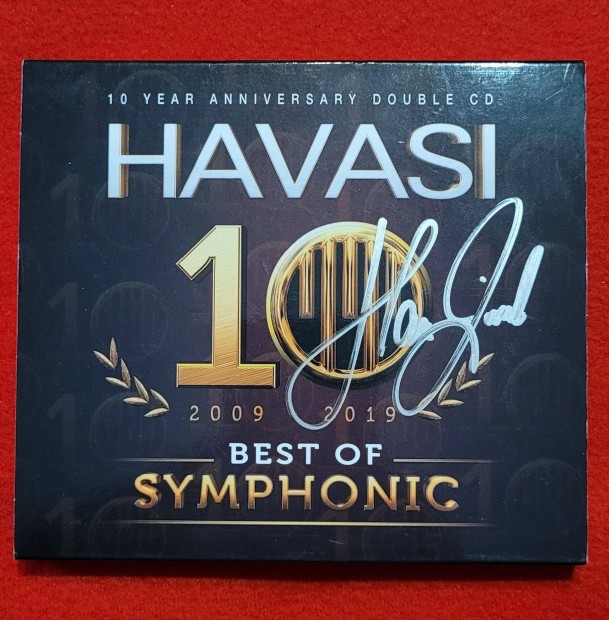 10 YEAR ANNIVERSARY DOUBLE CD
HAVASI
10
2009 2019
BEST OF
SYMPHONIC